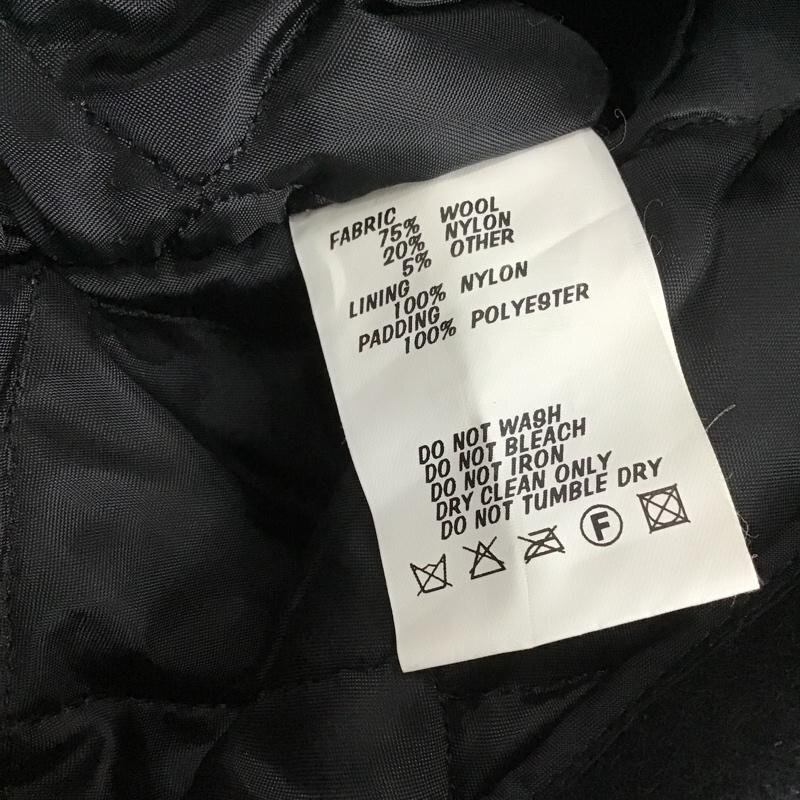 FABRIC
75% WOOL
20% NYLON
5% OTHER
LINING
100% NYLON
PADDING
100% POLYESTER
DO NOT WASH
DO NOT BLEACH
DO NOT IRON
DRY CLEAN ONLY
DO NOT TUMBLE DRY
F